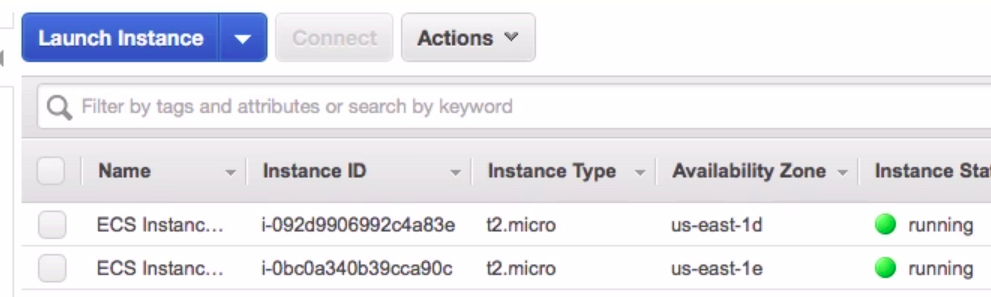 Launch Instance Connect Actions
Filter by tags and attributes or search by keyword
Name Instance ID Instance Type Availability Zone Instance Sta
ECS Instanc... i-092d9906992c4a83e t2.micro us-east-1d running
ECS Instanc... i-0bc0a340b39cca90c t2.micro us-east-1e running